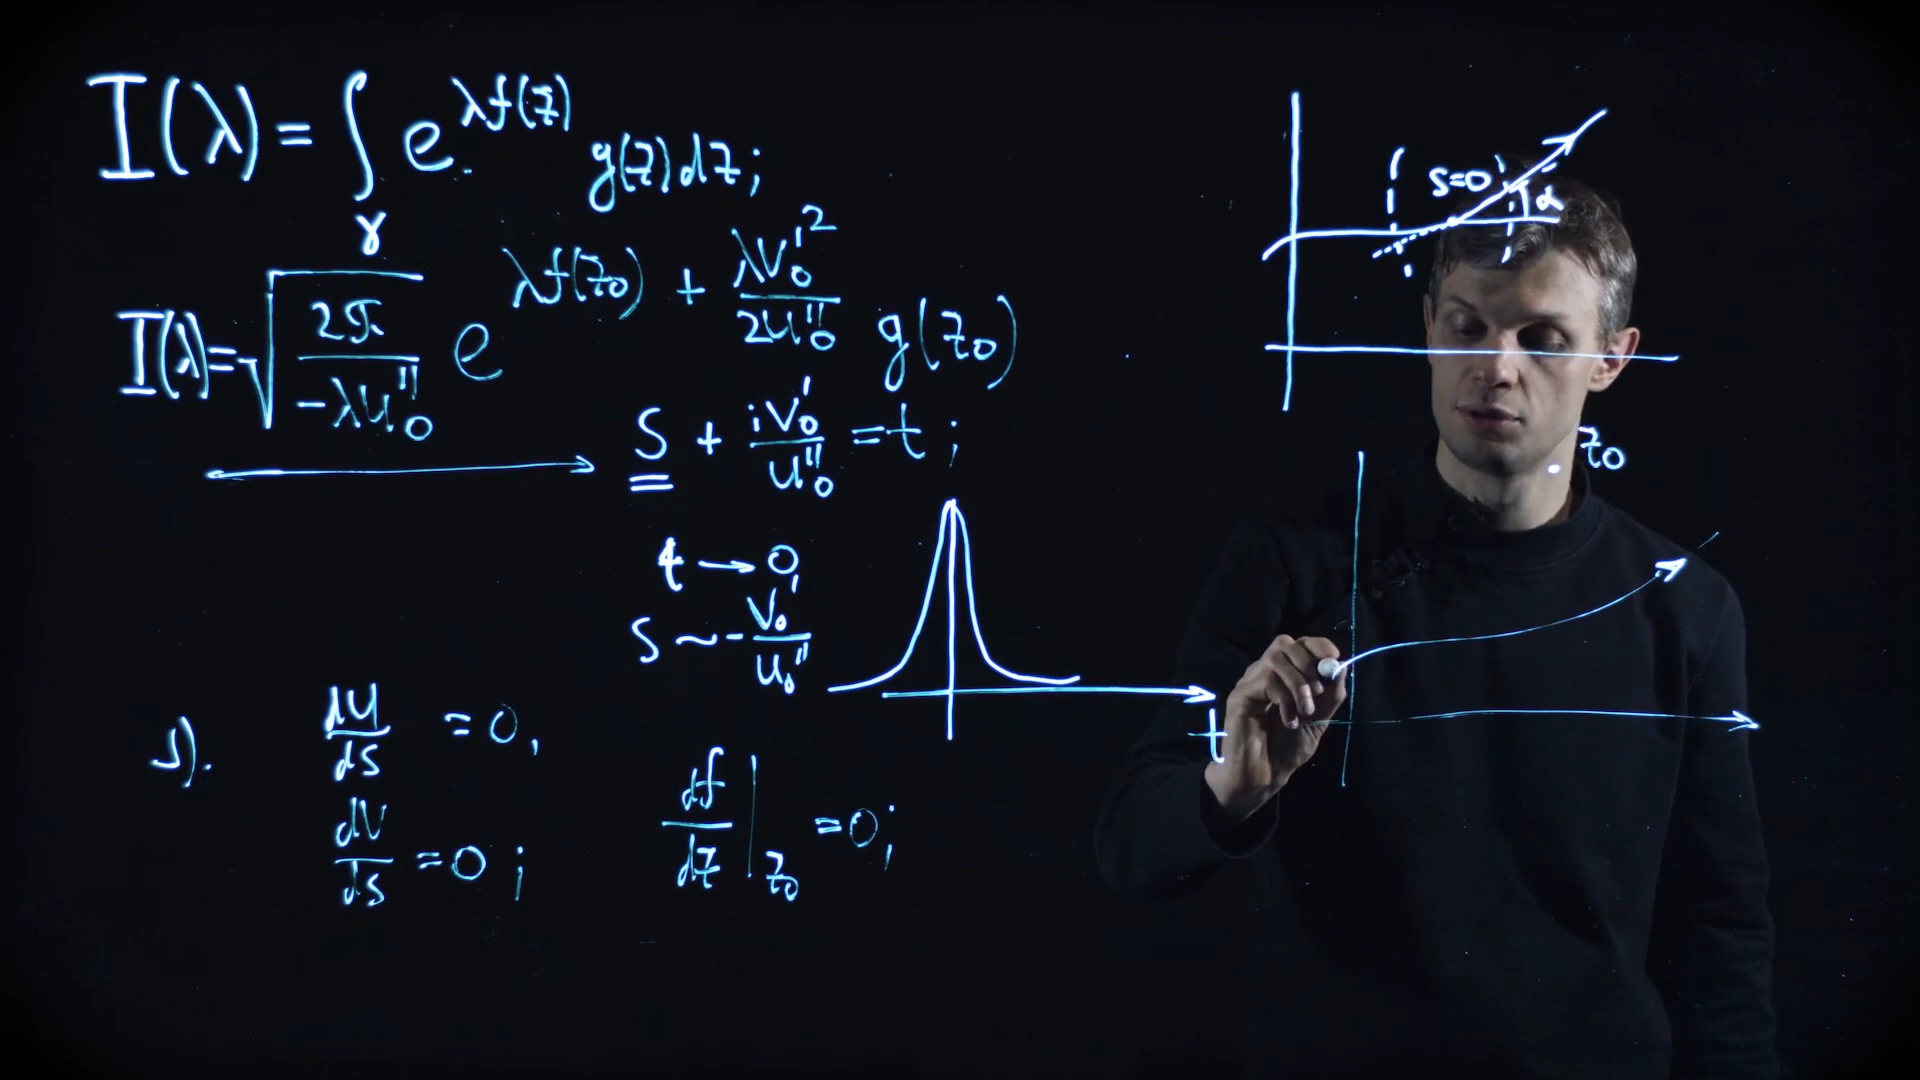 I(λ) = ∫_γ e^{λf(z)} g(z)dz;
I(λ)= √(2π / -λu₀'') e^{λf(z₀) + λV₀'² / 2u₀''} g(z₀)
S + iV₀' / u₀'' = t ;
t → 0,
S ~ - V₀' / u₀''
t
1). dU/dS = 0,
dV/dS = 0 ;
df/dz |_{z₀} = 0;
S=0
α
z₀